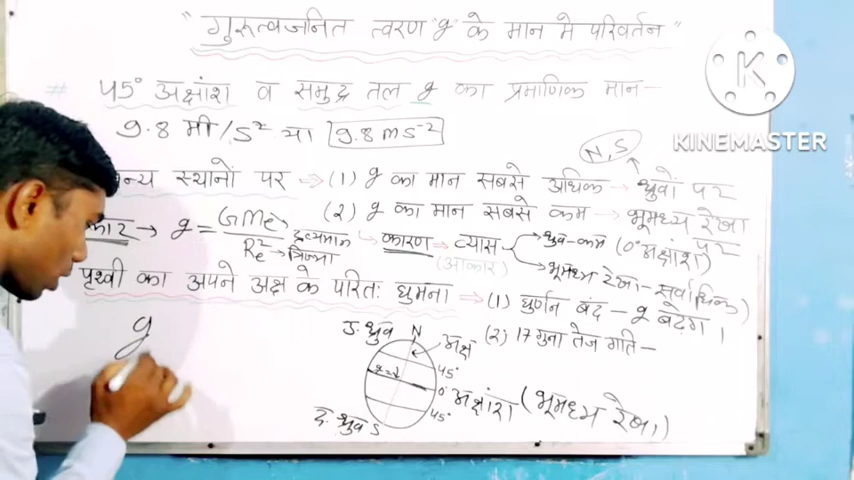 "गुरूत्वजनित त्वरण "g" के मान मे परिवर्तन"
# 45° अक्षांश व समुद्र तल g का प्रमाणिक मान–
9.8 मी/S² या 9.8 mS⁻²
N, S
न्य स्थानों पर ⇒ (1) g का मान सबसे अधिक → ध्रुवों पर
(2) g का मान सबसे कम → भूमध्य रेखा पर
(0° अक्षांश)
→ g = GMe/Re² द्रव्यमान → त्रिज्या
कारण → व्यास
(आकार)
ध्रुव-कम
भूमध्य रेखा - सर्वाधिक
पृथ्वी का अपने अक्ष के परितः घुमना ⇒ (1) घुर्णन बंद – g बढ़ेगा।
(2) 17 गुना तेज गति –
g
उ. ध्रुव N
अक्ष
45°
0° अक्षांश (भूमध्य रेखा)
45°
द. ध्रुव S
K
KINEMASTER